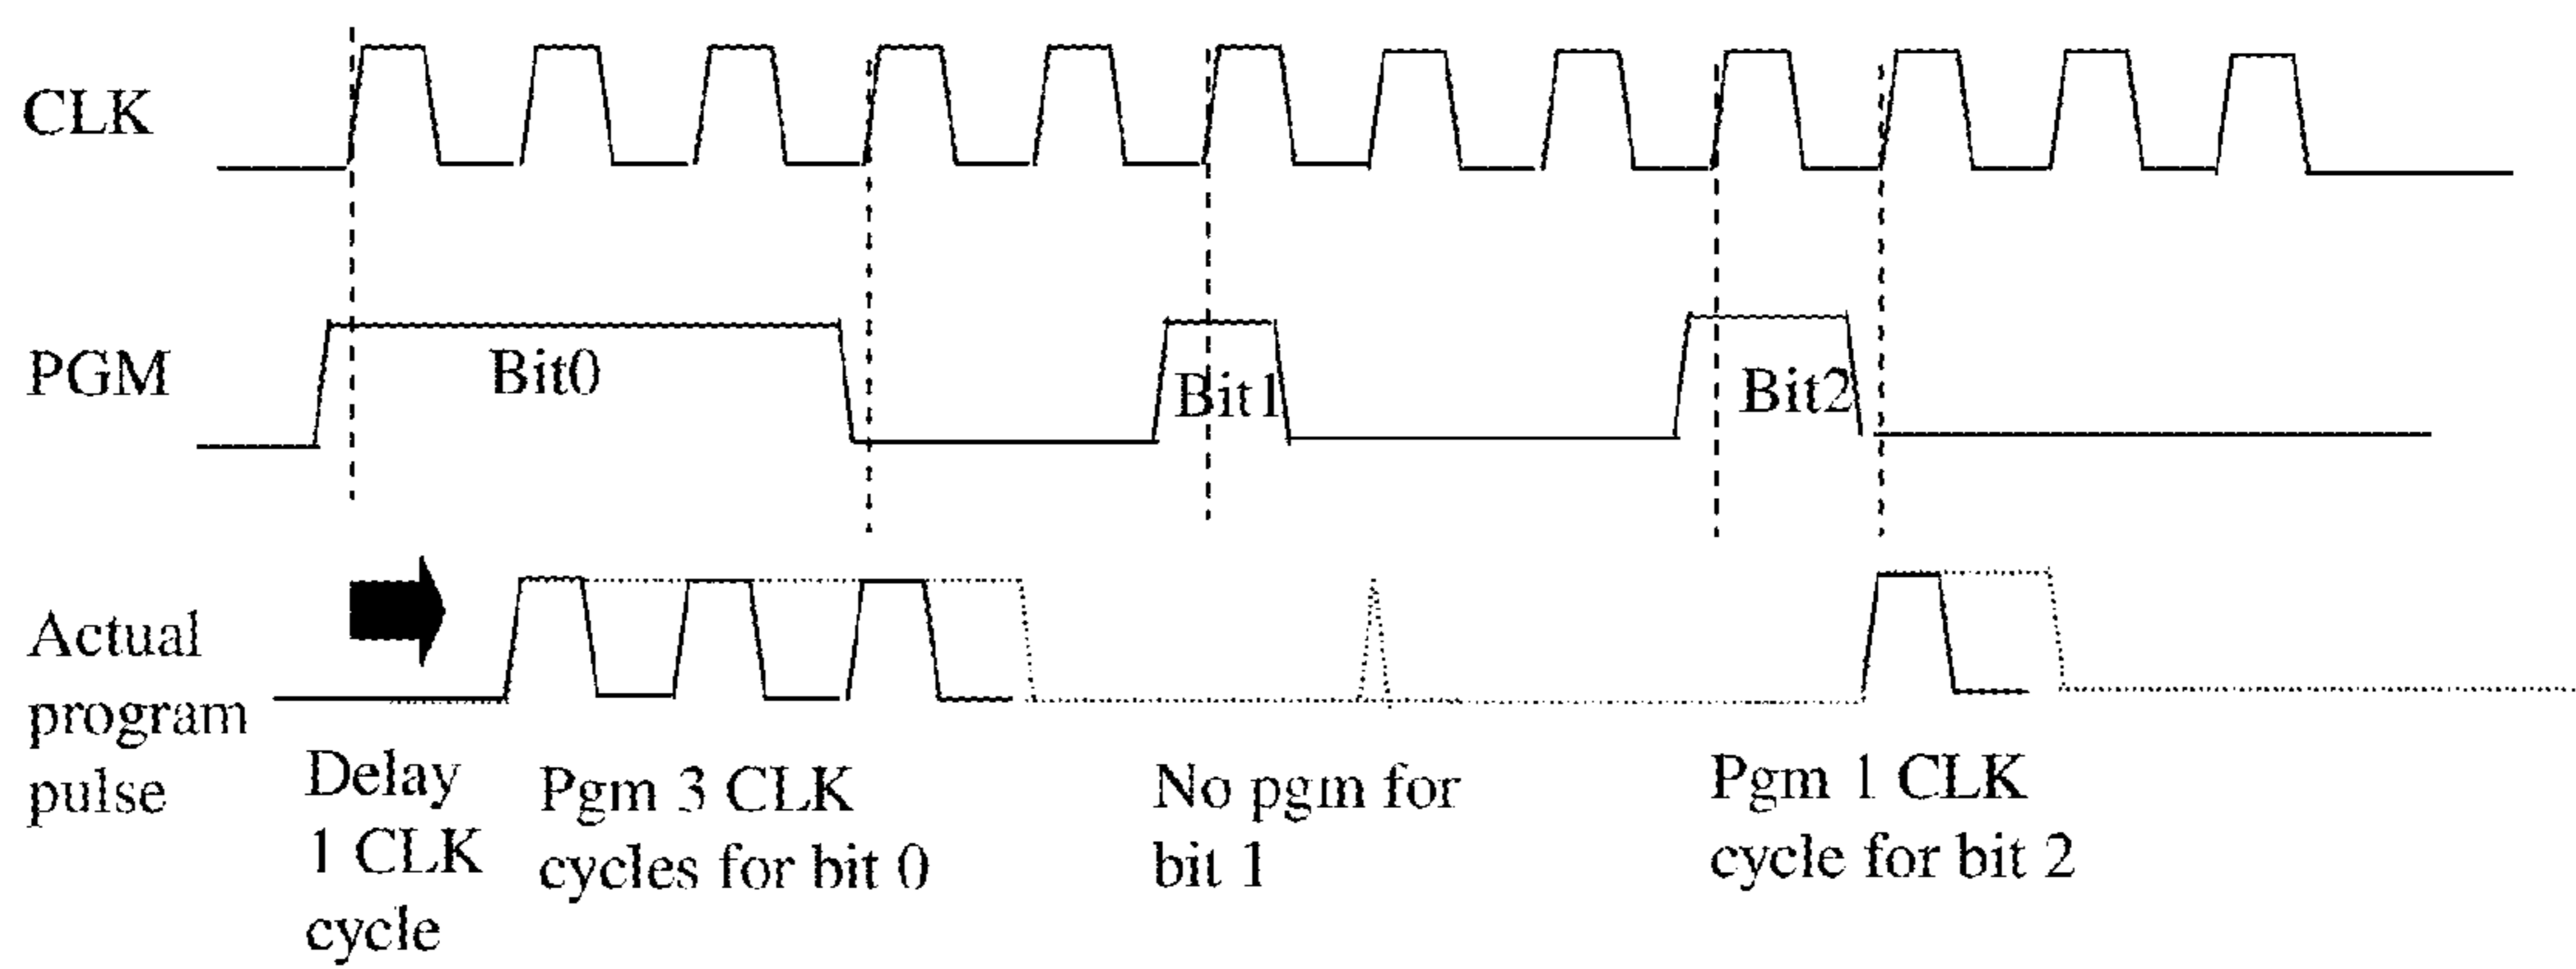 CLK
PGM
Bit0
Bit1
Bit2
Actual
program
pulse
Delay
1 CLK
cycle
Pgm 3 CLK
cycles for bit 0
No pgm for
bit 1
Pgm 1 CLK
cycle for bit 2